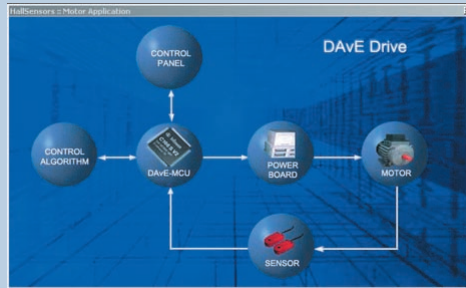 HallSensors :: Motor Application
DAvE Drive
CONTROL
PANEL
CONTROL
ALGORITHM
DAvE-MCU
POWER
BOARD
MOTOR
SENSOR